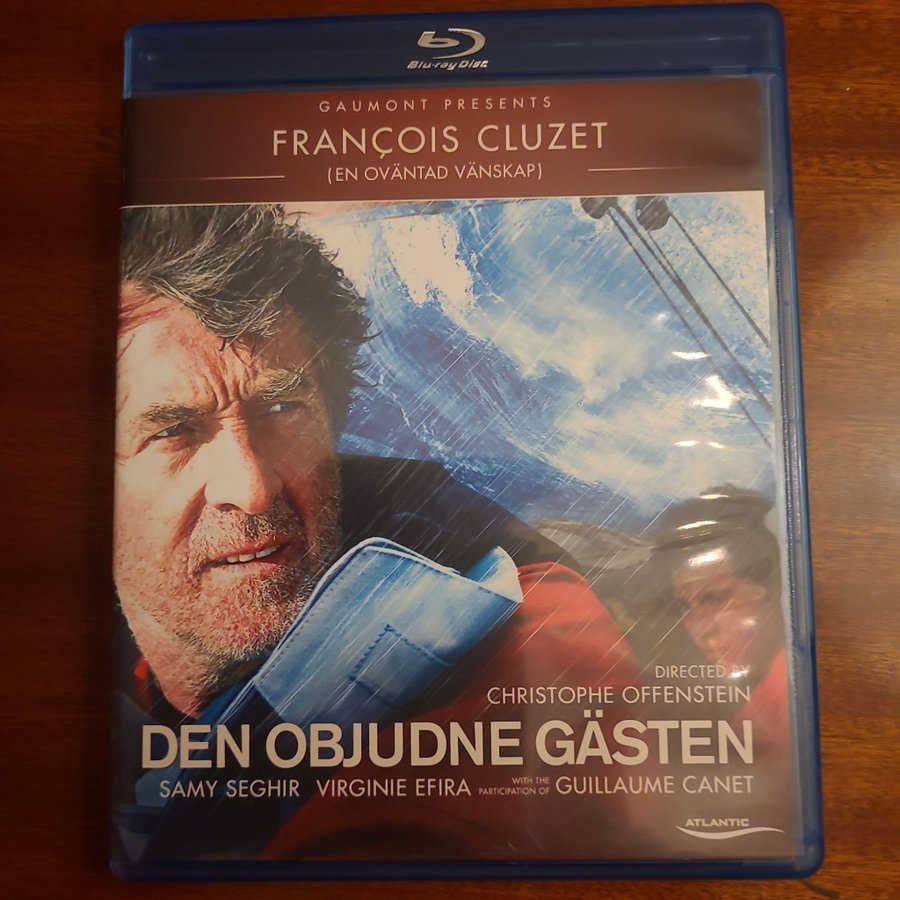 Blu-ray Disc
GAUMONT PRESENTS
FRANÇOIS CLUZET
(EN OVÄNTAD VÄNSKAP)
DIRECTED BY
CHRISTOPHE OFFENSTEIN
DEN OBJUDNE GÄSTEN
SAMY SEGHIR VIRGINIE EFIRA WITH THE PARTICIPATION OF GUILLAUME CANET
ATLANTIC